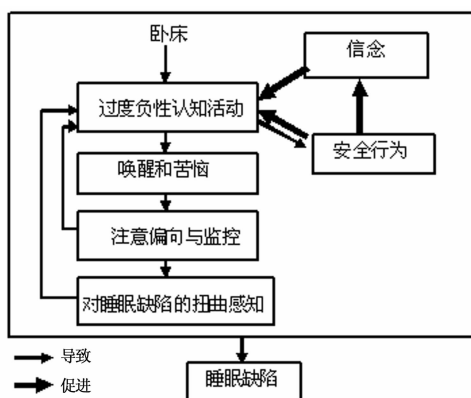 卧床
信念
过度负性认知活动
安全行为
唤醒和苦恼
注意偏向与监控
对睡眠缺陷的扭曲感知
导致
促进
睡眠缺陷